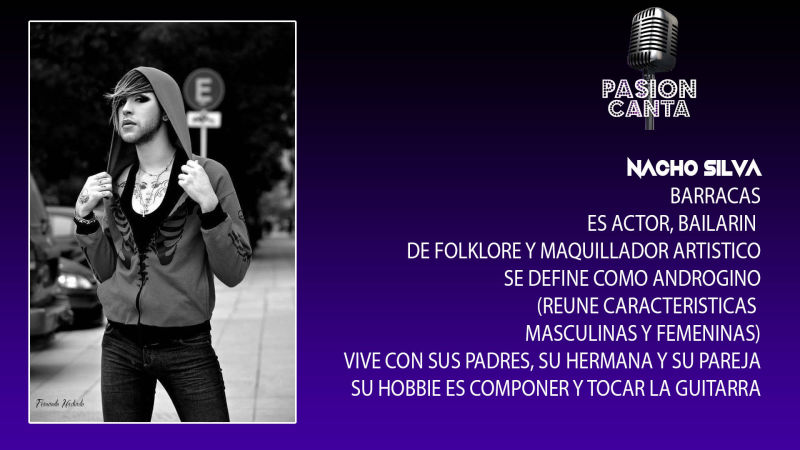 PASION
CANTA
NACHO SILVA
BARRACAS
ES ACTOR, BAILARIN
DE FOLKLORE Y MAQUILLADOR ARTISTICO
SE DEFINE COMO ANDROGINO
(REUNE CARACTERISTICAS
MASCULINAS Y FEMENINAS)
VIVE CON SUS PADRES, SU HERMANA Y SU PAREJA
SU HOBBIE ES COMPONER Y TOCAR LA GUITARRA
E